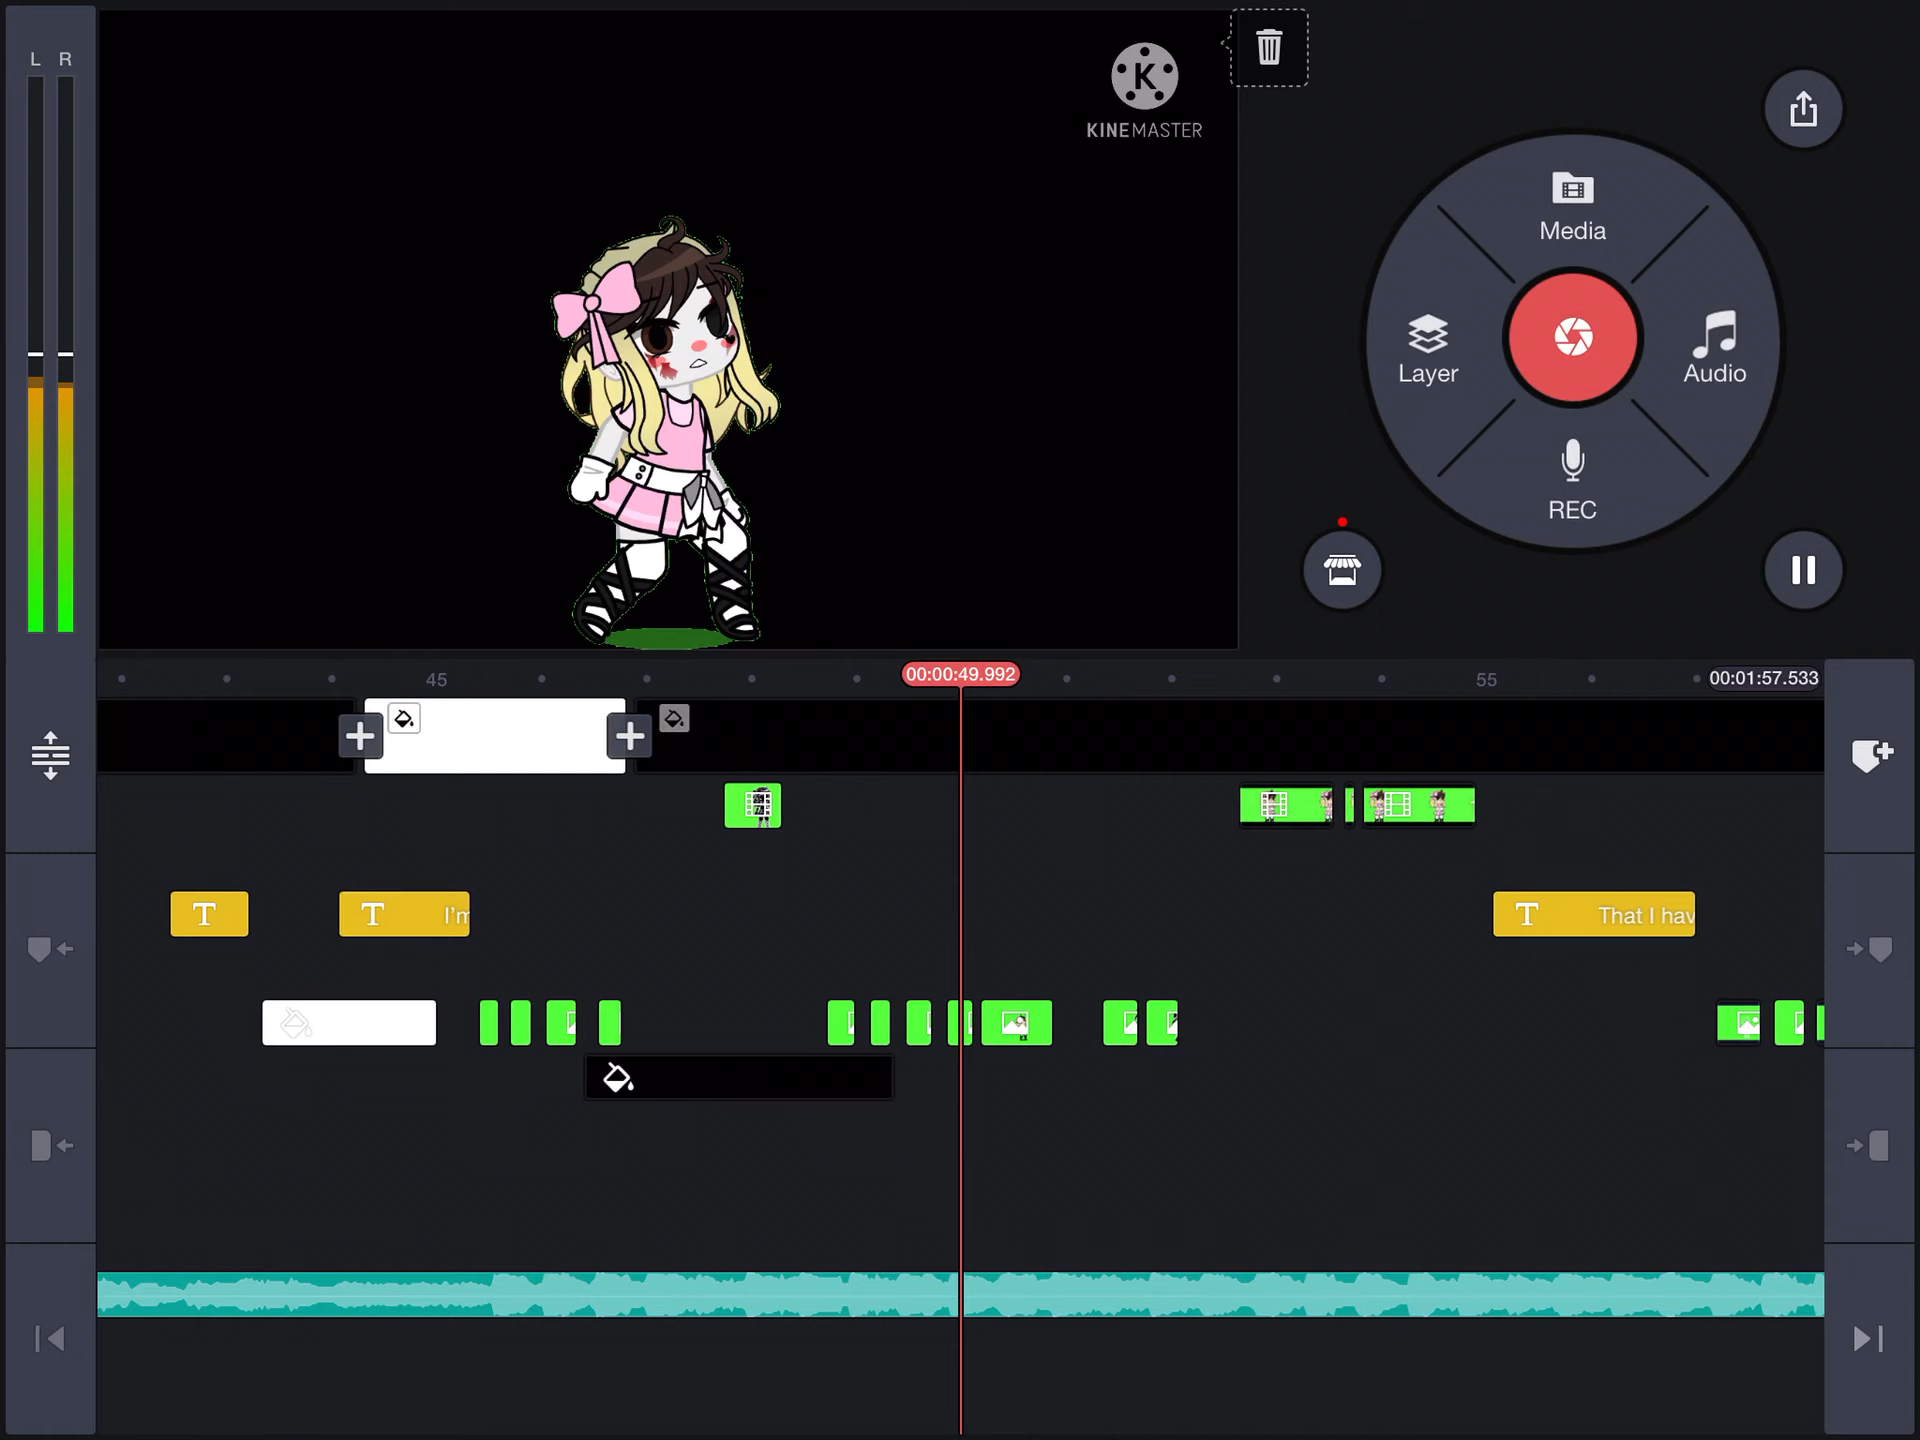 L R
K
KINEMASTER
Media
Layer
Audio
REC
45
00:00:49.992
55
00:01:57.533
T
T I'm
T That I hav